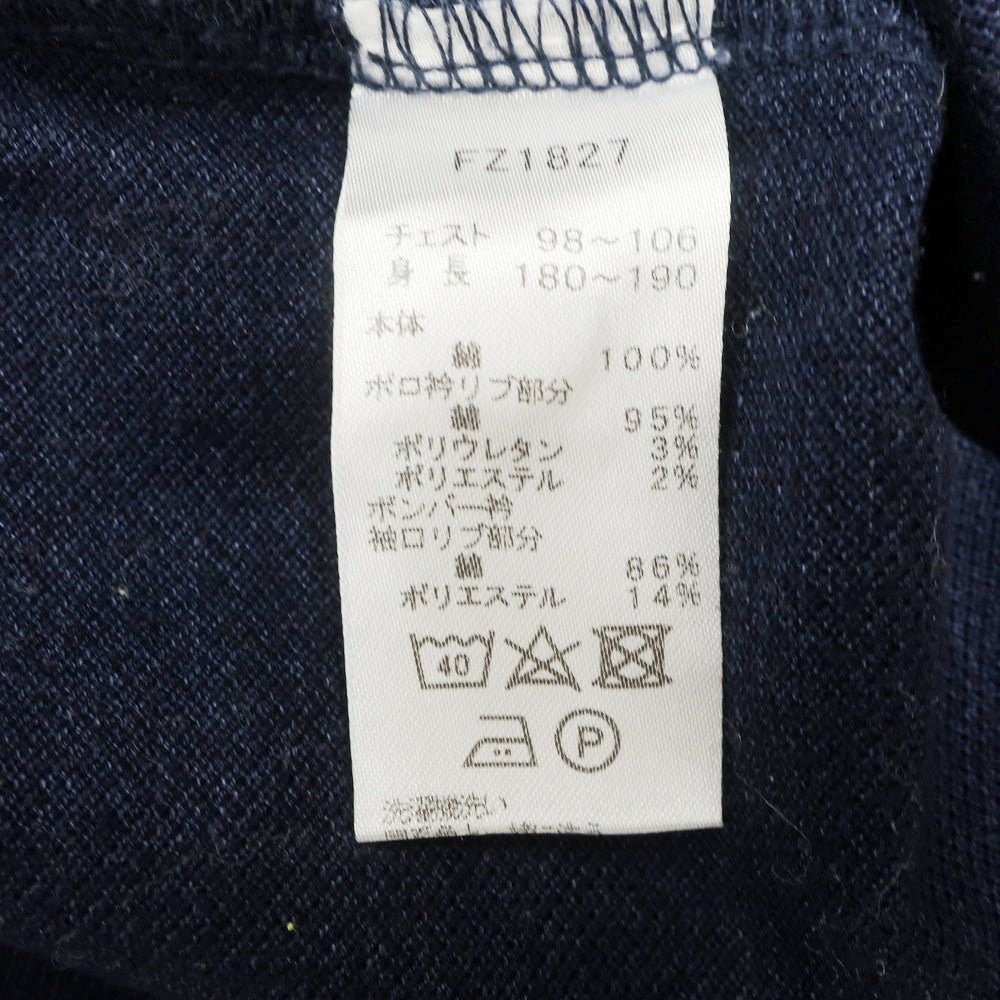 FZ1827
チェスト 98～106
身長 180～190
本体
綿 100%
ポロ衿リブ部分
綿 95%
ポリウレタン 3%
ポリエステル 2%
ボンバー衿
袖口リブ部分
綿 86%
ポリエステル 14%
40
P